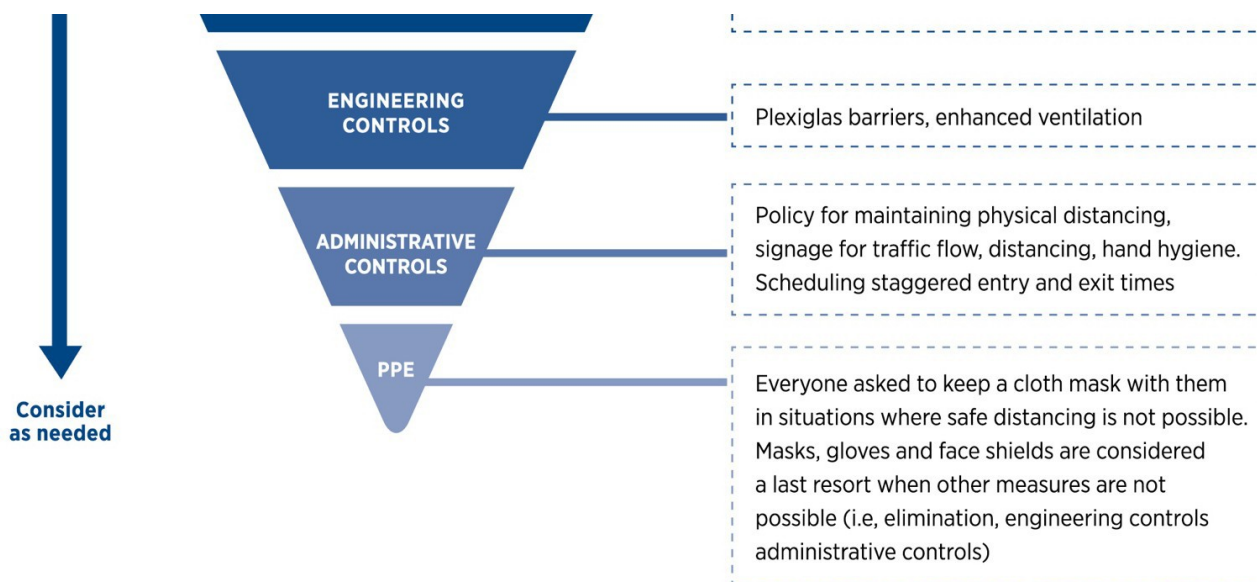 ENGINEERING
CONTROLS
Plexiglas barriers, enhanced ventilation
ADMINISTRATIVE
CONTROLS
Policy for maintaining physical distancing,
signage for traffic flow, distancing, hand hygiene.
Scheduling staggered entry and exit times
PPE
Everyone asked to keep a cloth mask with them
in situations where safe distancing is not possible.
Masks, gloves and face shields are considered
a last resort when other measures are not
possible (i.e, elimination, engineering controls
administrative controls)
Consider
as needed